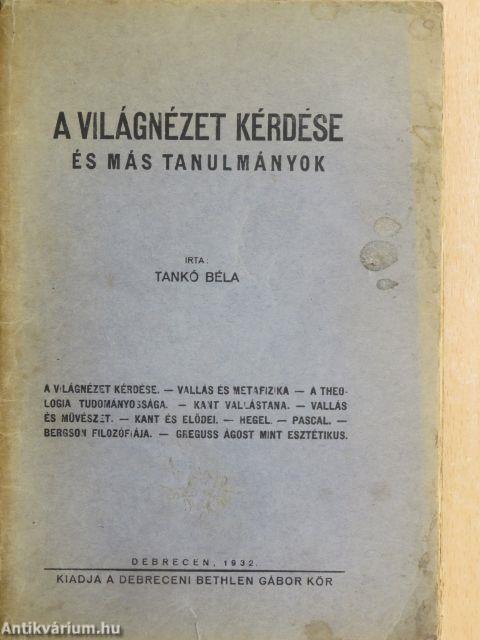 A VILÁGNÉZET KÉRDÉSE
ÉS MÁS TANULMÁNYOK
IRTA:
TANKÓ BÉLA
A VILÁGNÉZET KÉRDÉSE. — VALLÁS ÉS METAFIZIKA — A THEO-
LOGIA TUDOMÁNYOSSÁGA. — KANT VALLÁSTANA. — VALLÁS
ÉS MŰVÉSZET. — KANT ÉS ELŐDEI. — HEGEL. — PASCAL. —
BERGSON FILOZÓFIÁJA. — GREGUSS ÁGOST MINT ESZTÉTIKUS.
DEBRECEN, 1932.
KIADJA A DEBRECENI BETHLEN GÁBOR KÖR
Antikvárium.hu